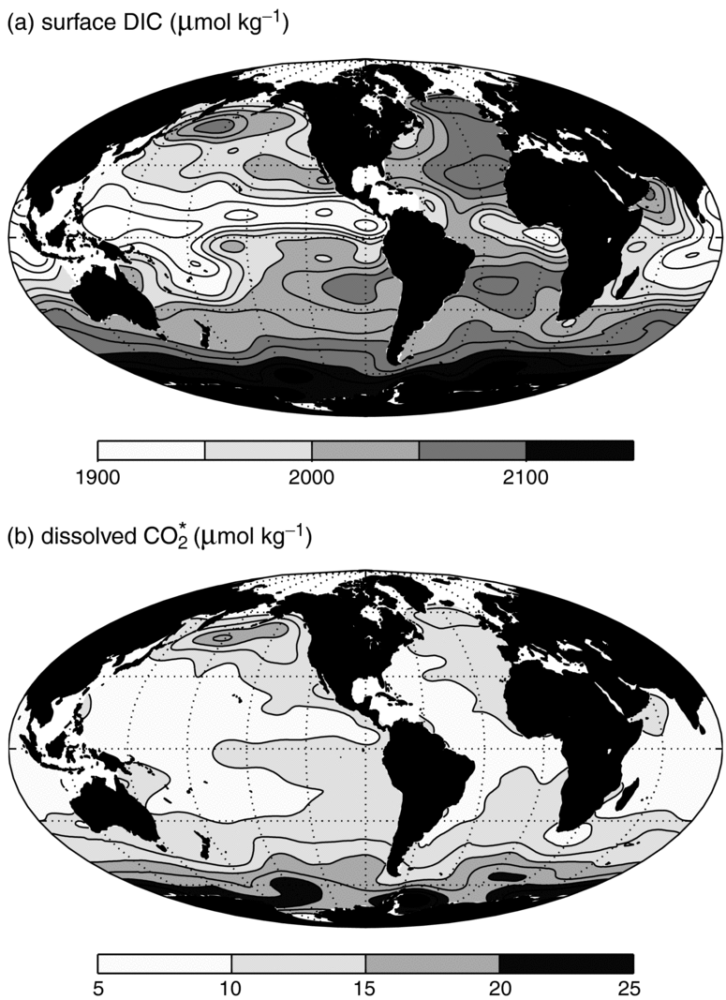 (a) surface DIC (μmol kg⁻¹)
1900 2000 2100
(b) dissolved CO₂* (μmol kg⁻¹)
5 10 15 20 25